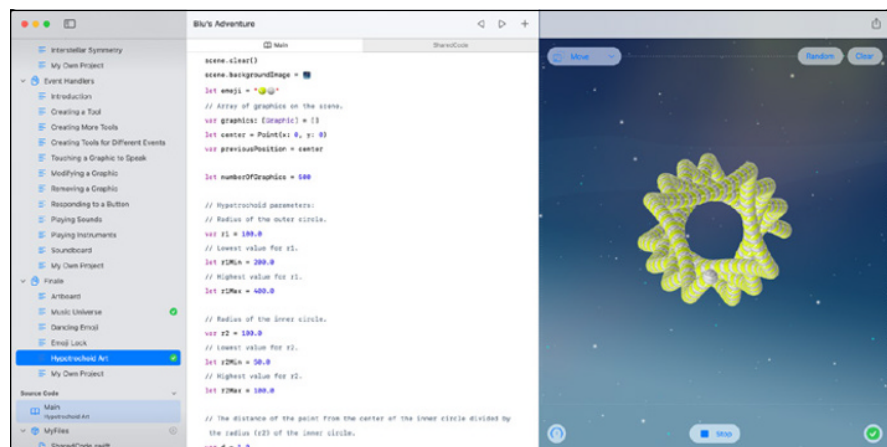 Blu's Adventure
Interstellar Symmetry
My Own Project
Event Handlers
Introduction
Creating a Tool
Creating More Tools
Creating Tools for Different Events
Touching a Graphic to Speak
Modifying a Graphic
Removing a Graphic
Responding to a Button
Playing Sounds
Playing Instruments
Soundboard
My Own Project
Finale
Artboard
Music Universe
Dancing Emoji
Emoji Lock
Hypotrochoid Art
My Own Project
Source Code
Main
Hypotrochoid Art
MyFiles
SharedCode.swift
Main
SharedCode
scene.clear()
scene.backgroundImage =
let emoji = "🎾⚾"
// Array of graphics on the scene.
var graphics: [Graphic] = []
let center = Point(x: 0, y: 0)
var previousPosition = center
let numberOfGraphics = 500
// Hypotrochoid parameters:
// Radius of the outer circle.
var r1 = 100.0
// Lowest value for r1.
let r1Min = 200.0
// Highest value for r1.
let r1Max = 400.0
// Radius of the inner circle.
var r2 = 100.0
// Lowest value for r2.
let r2Min = 50.0
// Highest value for r2.
let r2Max = 100.0
// The distance of the point from the center of the inner circle divided by
the radius (r2) of the inner circle.
Move
Random
Clear
Stop